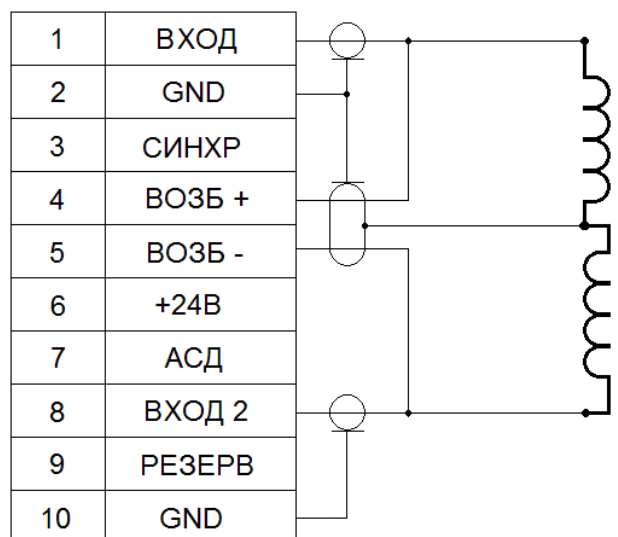 1 ВХОД
2 GND
3 СИНХР
4 ВОЗБ +
5 ВОЗБ -
6 +24В
7 АСД
8 ВХОД 2
9 РЕЗЕРВ
10 GND